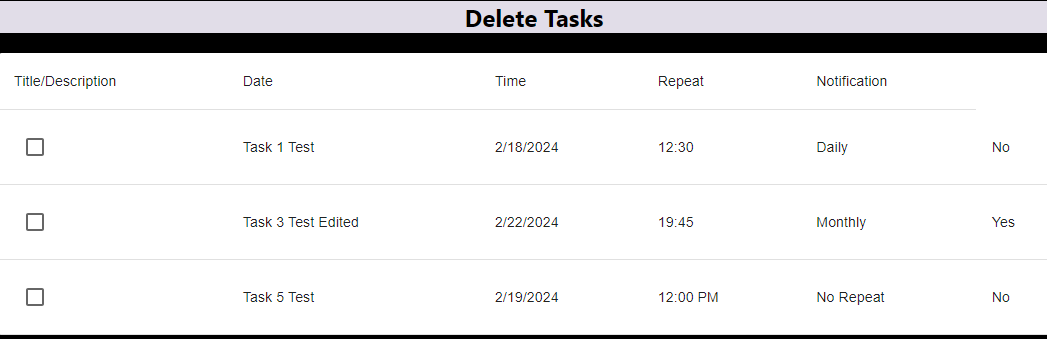 Delete Tasks
Title/Description Date Time Repeat Notification
Task 1 Test 2/18/2024 12:30 Daily No
Task 3 Test Edited 2/22/2024 19:45 Monthly Yes
Task 5 Test 2/19/2024 12:00 PM No Repeat No